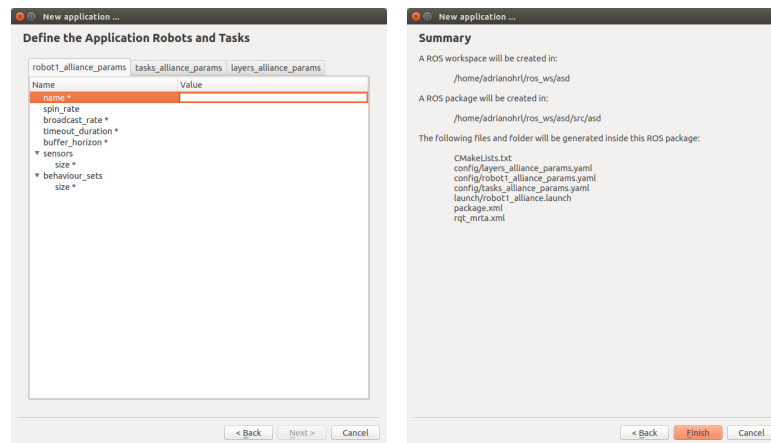 New application ...
Define the Application Robots and Tasks
robot1_alliance_params tasks_alliance_params layers_alliance_params
Name Value
name *
spin_rate
broadcast_rate *
timeout_duration *
buffer_horizon *
sensors
size *
behaviour_sets
size *
< Back Next > Cancel
New application ...
Summary
A ROS workspace will be created in:
/home/adrianohrl/ros_ws/asd
A ROS package will be created in:
/home/adrianohrl/ros_ws/asd/src/asd
The following files and folder will be generated inside this ROS package:
CMakeLists.txt
config/layers_alliance_params.yaml
config/robot1_alliance_params.yaml
config/tasks_alliance_params.yaml
launch/robot1_alliance.launch
package.xml
rqt_mrta.xml
< Back Finish Cancel